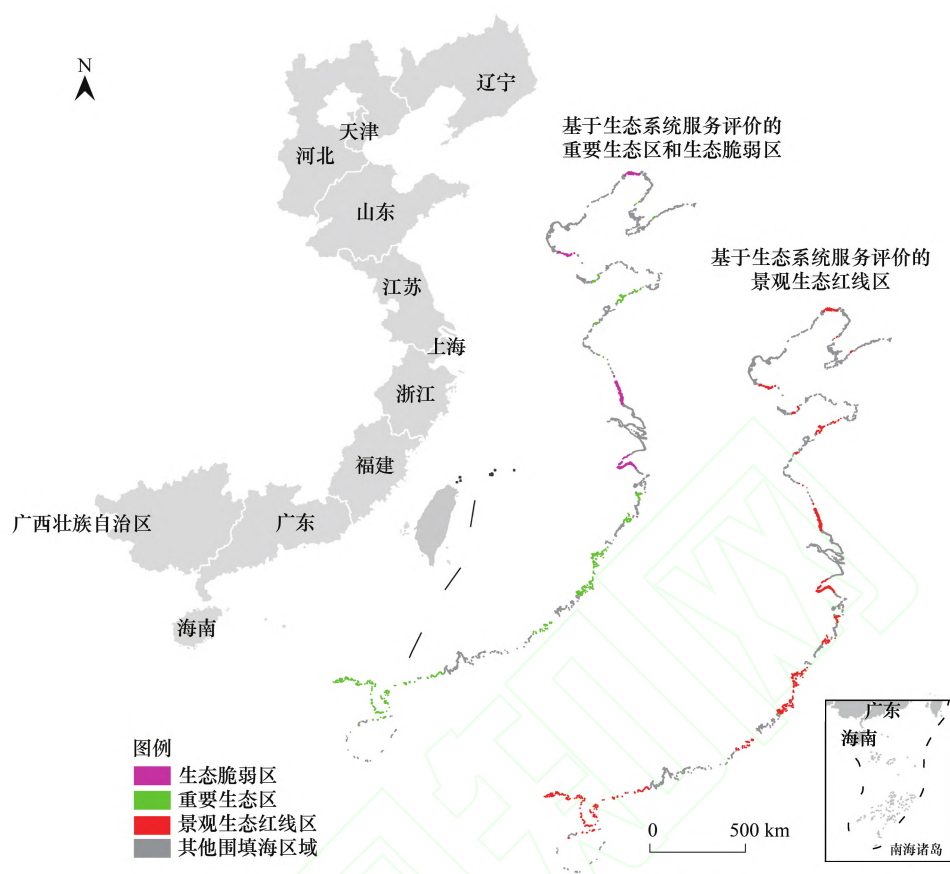 N
辽宁
天津
河北
山东
江苏
上海
浙江
福建
广西壮族自治区
广东
海南
基于生态系统服务评价的
重要生态区和生态脆弱区
基于生态系统服务评价的
景观生态红线区
图例
生态脆弱区
重要生态区
景观生态红线区
其他围填海区域
0 500 km
广东
海南
南海诸岛